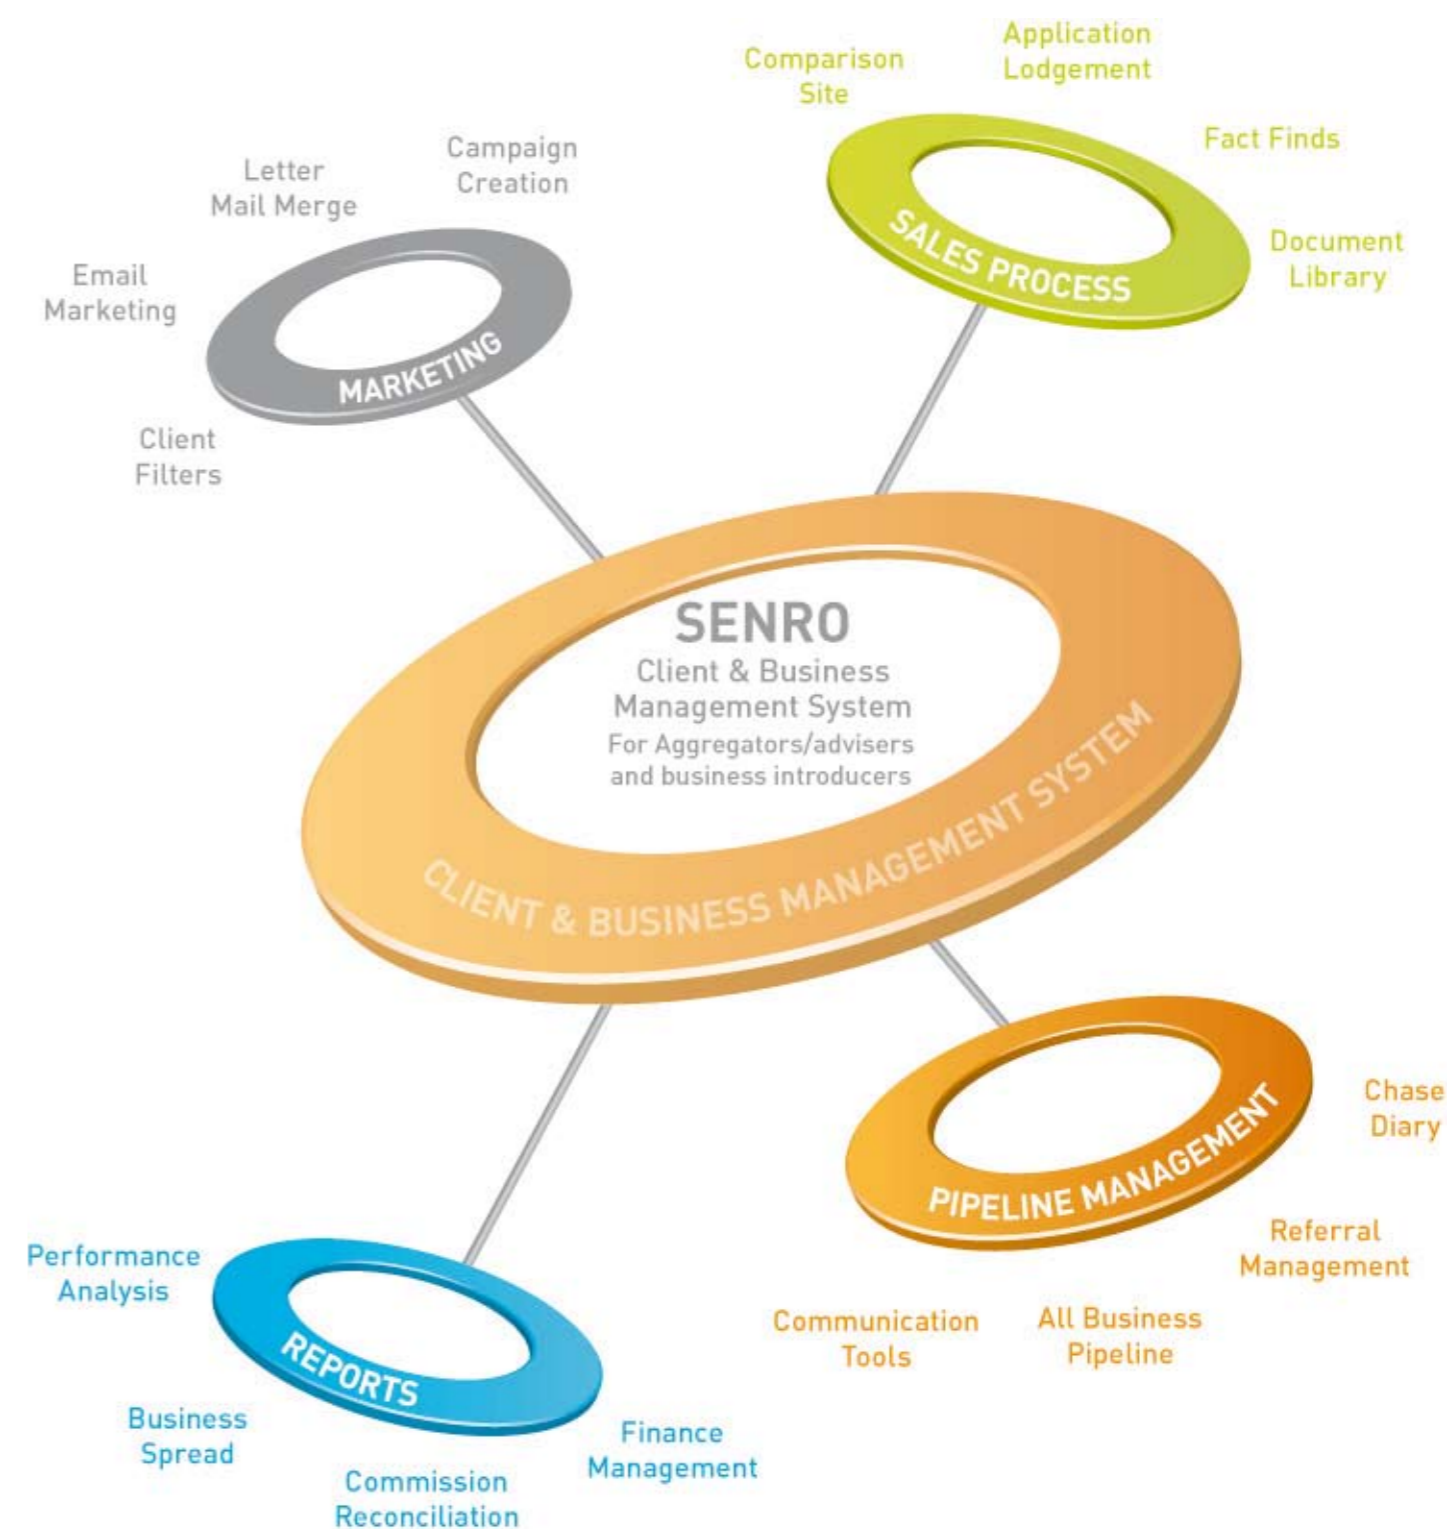 Application
Lodgement
Comparison
Site
Fact Finds
Document
Library
SALES PROCESS
Campaign
Creation
Letter
Mail Merge
Email
Marketing
Client
Filters
MARKETING
SENRO
Client & Business
Management System
For Aggregators/advisers
and business introducers
CLIENT & BUSINESS MANAGEMENT SYSTEM
PIPELINE MANAGEMENT
Chase
Diary
Referral
Management
All Business
Pipeline
Communication
Tools
Performance
Analysis
REPORTS
Business
Spread
Commission
Reconciliation
Finance
Management